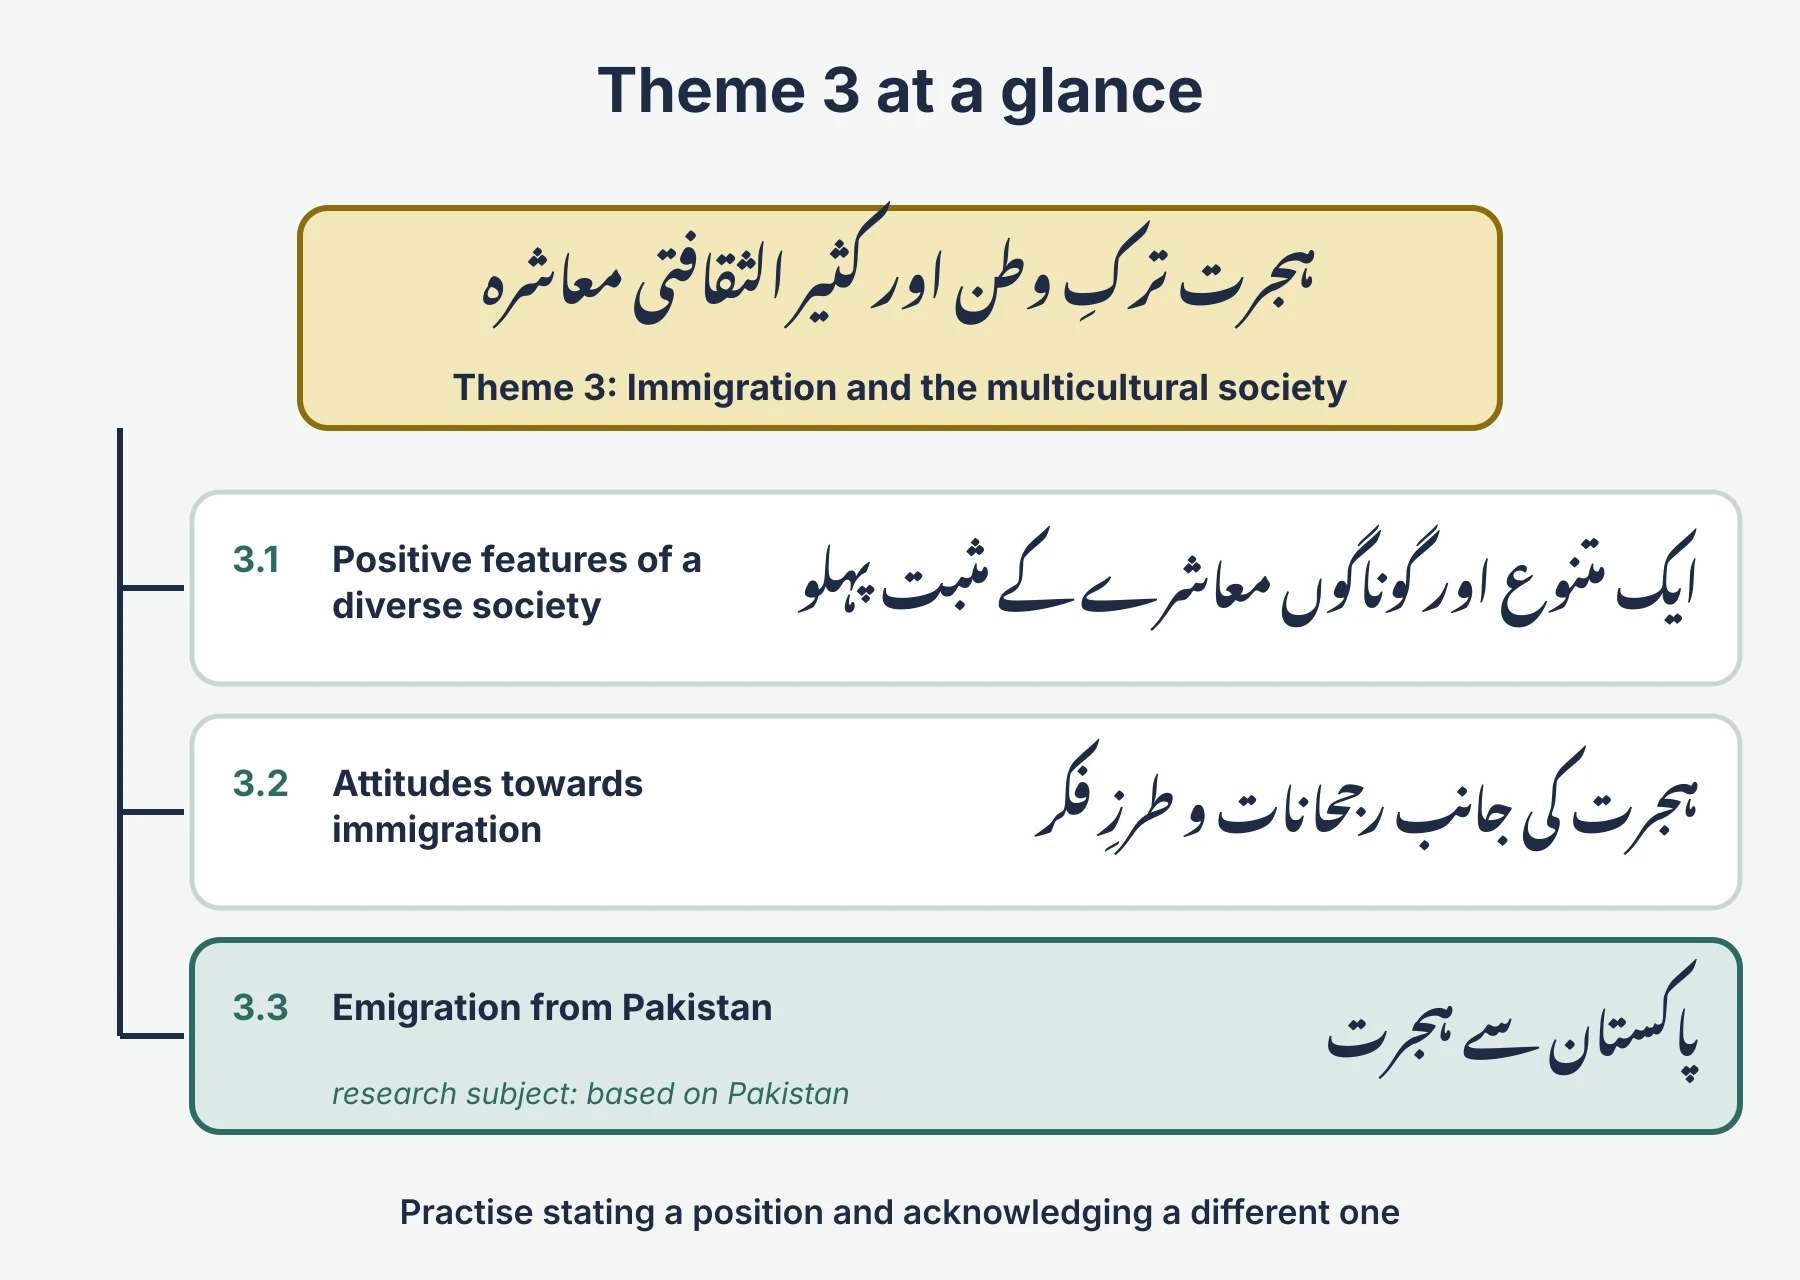 Theme 3 at a glance
ہجرت ترکِ وطن اور کثیر الثقافتی معاشرہ
Theme 3: Immigration and the multicultural society
3.1
Positive features of a
diverse society
ایک متنوع اور گوناگوں معاشرے کے مثبت پہلو
3.2
Attitudes towards
immigration
ہجرت کی جانب رجحانات و طرزِ فکر
3.3
Emigration from Pakistan
پاکستان سے ہجرت
research subject: based on Pakistan
Practise stating a position and acknowledging a different one